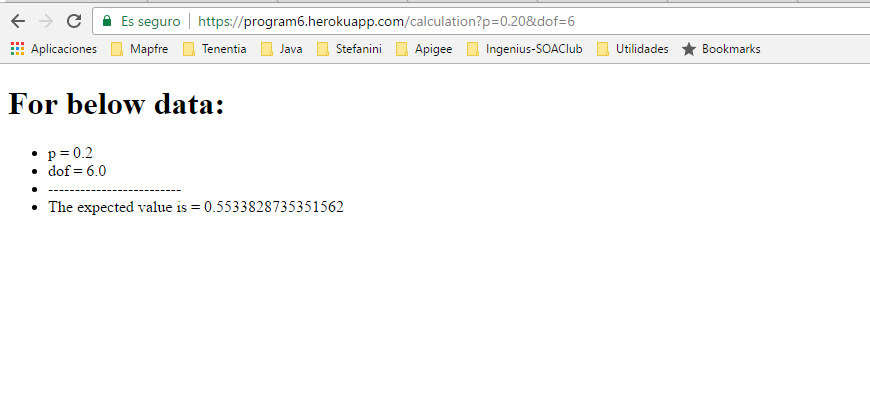 Es seguro | https://program6.herokuapp.com/calculation?p=0.20&dof=6
Aplicaciones Mapfre Tenentia Java Stefanini Apigee Ingenius-SOAClub Utilidades Bookmarks
For below data:
• p = 0.2
• dof = 6.0
• -------------------------
• The expected value is = 0.5533828735351562